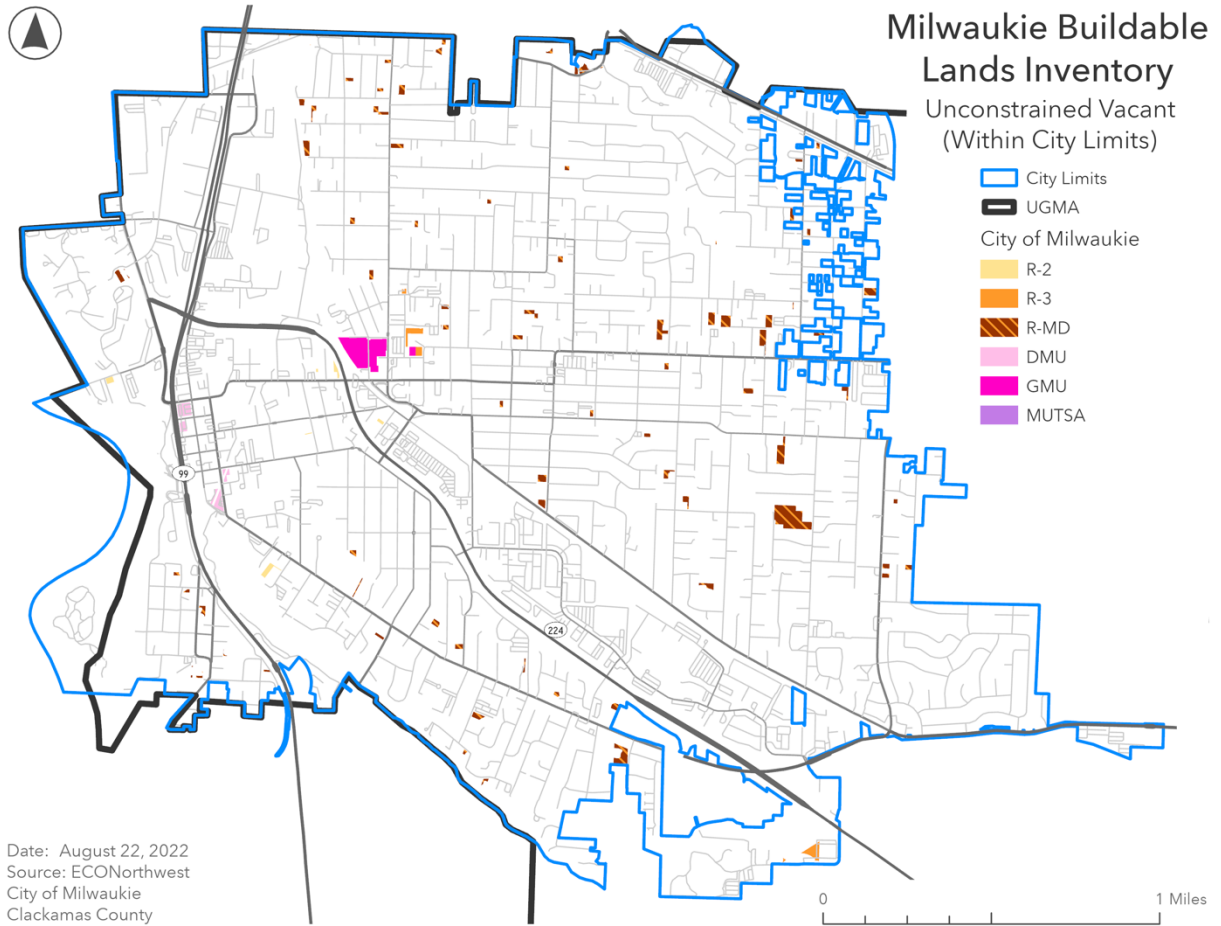 Milwaukie Buildable
Lands Inventory
Unconstrained Vacant
(Within City Limits)
City Limits
UGMA
City of Milwaukie
R-2
R-3
R-MD
DMU
GMU
MUTSA
99
224
Date: August 22, 2022
Source: ECONorthwest
City of Milwaukie
Clackamas County
0 1 Miles